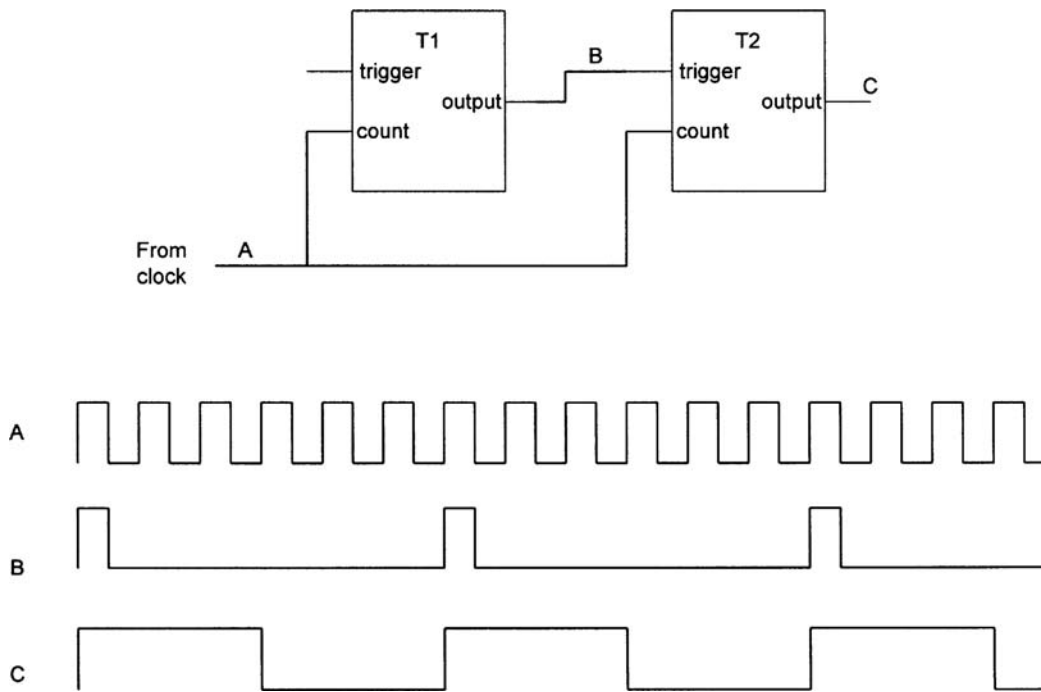 T1
trigger
output
count
B
T2
trigger
output
count
C
From
clock
A
A
B
C